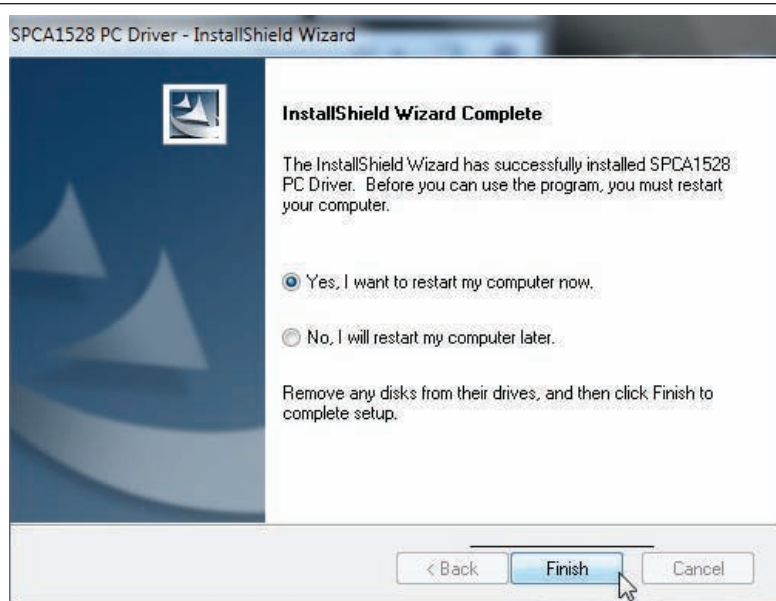 SPCA1528 PC Driver - InstallShield Wizard
InstallShield Wizard Complete
The InstallShield Wizard has successfully installed SPCA1528
PC Driver. Before you can use the program, you must restart
your computer.
Yes, I want to restart my computer now.
No, I will restart my computer later.
Remove any disks from their drives, and then click Finish to
complete setup.
< Back
Finish
Cancel